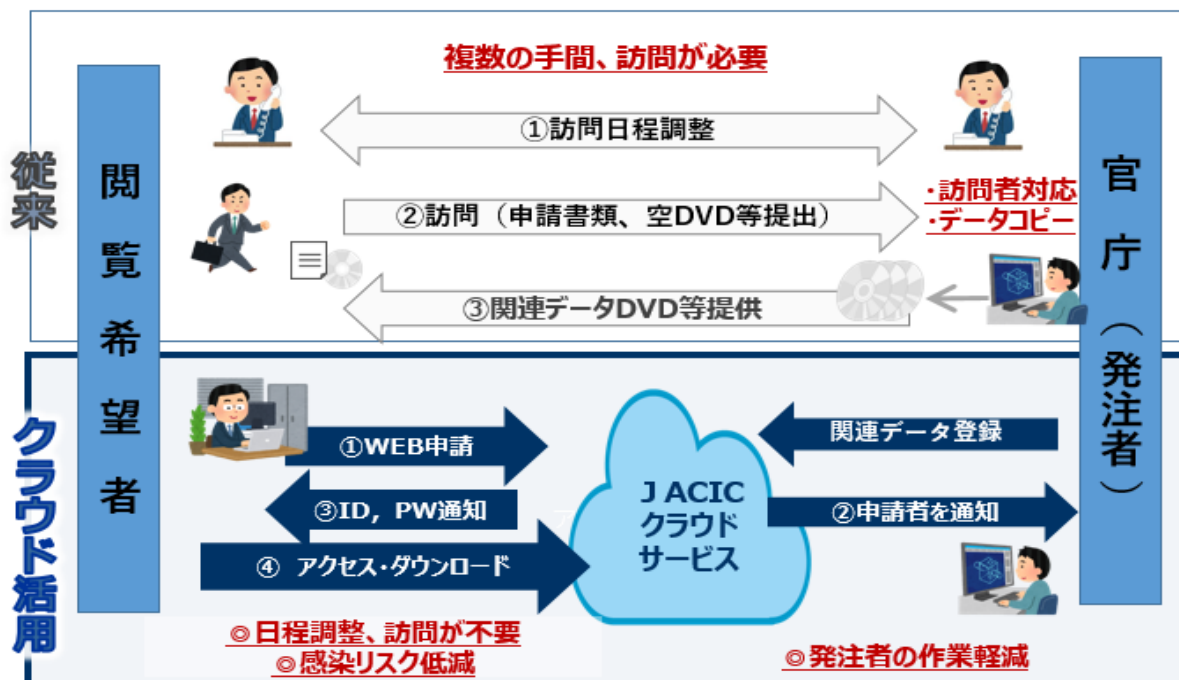 複数の手間、訪問が必要
従来
閲覧希望者
官庁（発注者）
①訪問日程調整
②訪問（申請書類、空DVD等提出）
・訪問者対応
・データコピー
③関連データDVD等提供
クラウド活用
①WEB申請
関連データ登録
③ID，PW通知
JACIC
クラウド
サービス
②申請者を通知
④ アクセス・ダウンロード
◎日程調整、訪問が不要
◎感染リスク低減
◎発注者の作業軽減